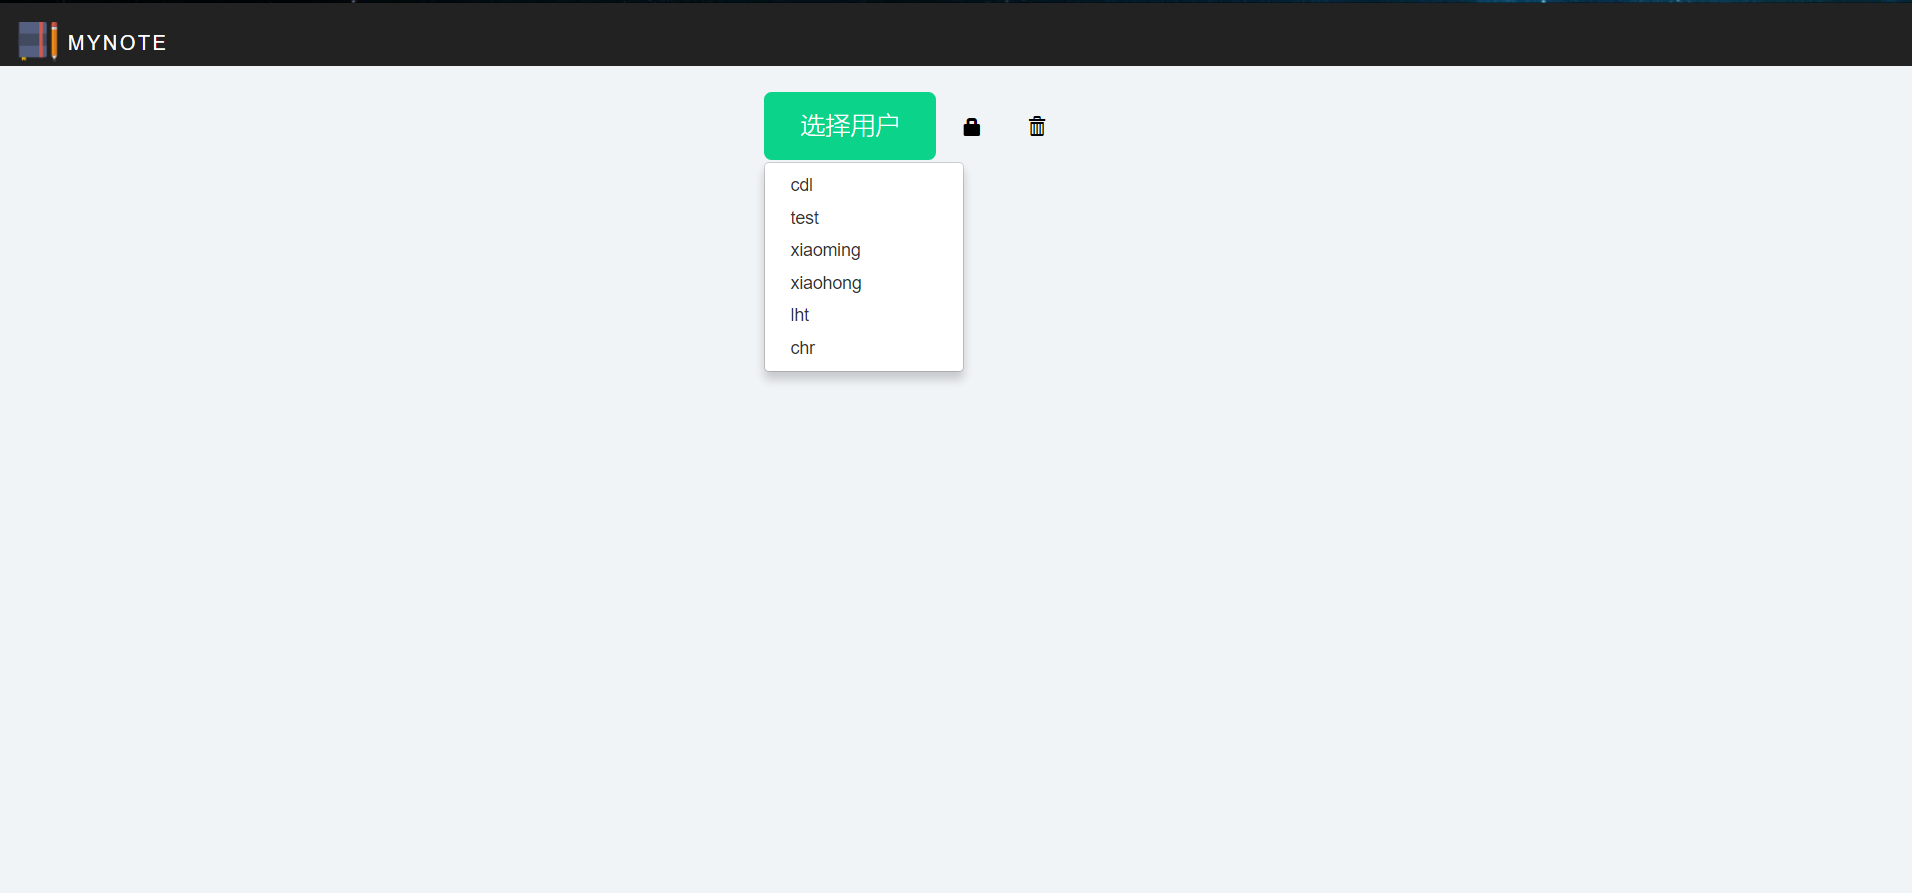 MYNOTE
选择用户
cdl
test
xiaoming
xiaohong
lht
chr